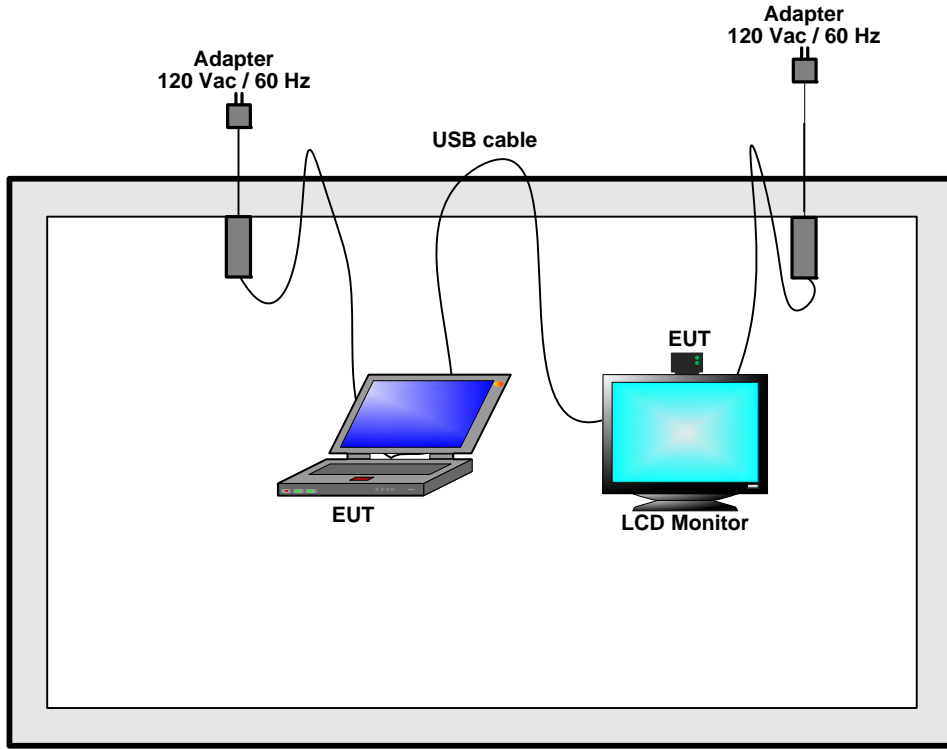 Adapter
120 Vac / 60 Hz
Adapter
120 Vac / 60 Hz
USB cable
EUT
EUT
LCD Monitor